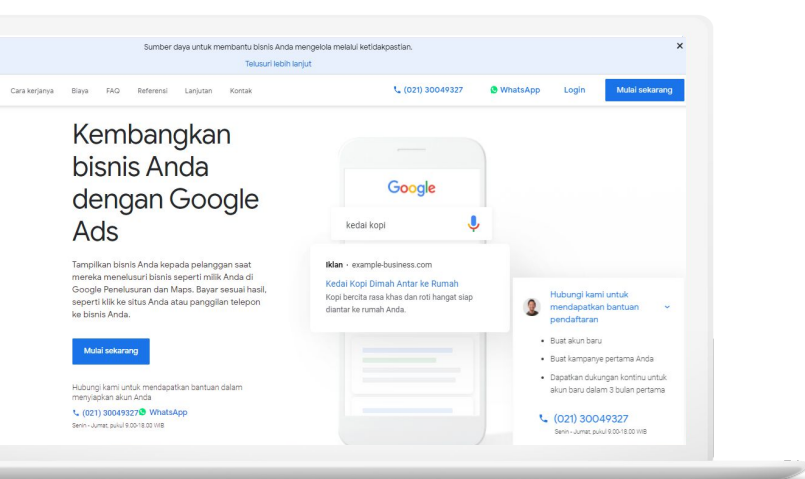 Sumber daya untuk membantu bisnis Anda mengelola melalui ketidakpastian.
Telusuri lebih lanjut
Cara kerjanya Biaya FAQ Referensi Lanjutan Kontak (021) 30049327 WhatsApp Login Mulai sekarang
Kembangkan
bisnis Anda
dengan Google
Ads
Tampilkan bisnis Anda kepada pelanggan saat
mereka menelusuri bisnis seperti milik Anda di
Google Penelusuran dan Maps. Bayar sesuai hasil,
seperti klik ke situs Anda atau panggilan telepon
ke bisnis Anda.
Mulai sekarang
Hubungi kami untuk mendapatkan bantuan dalam
menyiapkan akun Anda
(021) 30049327 WhatsApp
Senin - Jumat, pukul 9.00-18.00 WIB
Google
kedai kopi
Iklan · example-business.com
Kedai Kopi Dimah Antar ke Rumah
Kopi bercita rasa khas dan roti hangat siap
diantar ke rumah Anda.
Hubungi kami untuk
mendapatkan bantuan
pendaftaran
• Buat akun baru
• Buat kampanye pertama Anda
• Dapatkan dukungan kontinu untuk
akun baru dalam 3 bulan pertama
(021) 30049327
Senin - Jumat, pukul 9.00-18.00 WIB